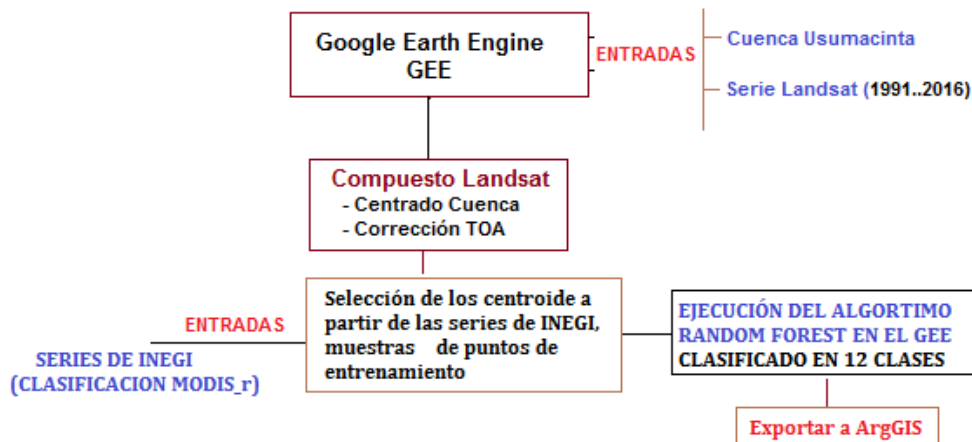 Google Earth Engine
GEE
ENTRADAS
Cuenca Usumacinta
Serie Landsat (1991..2016)
Compuesto Landsat
- Centrado Cuenca
- Corrección TOA
ENTRADAS
SERIES DE INEGI
(CLASIFICACION MODIS_r)
Selección de los centroide a
partir de las series de INEGI,
muestras de puntos de
entrenamiento
EJECUCIÓN DEL ALGORTIMO
RANDOM FOREST EN EL GEE
CLASIFICADO EN 12 CLASES
Exportar a ArgGIS